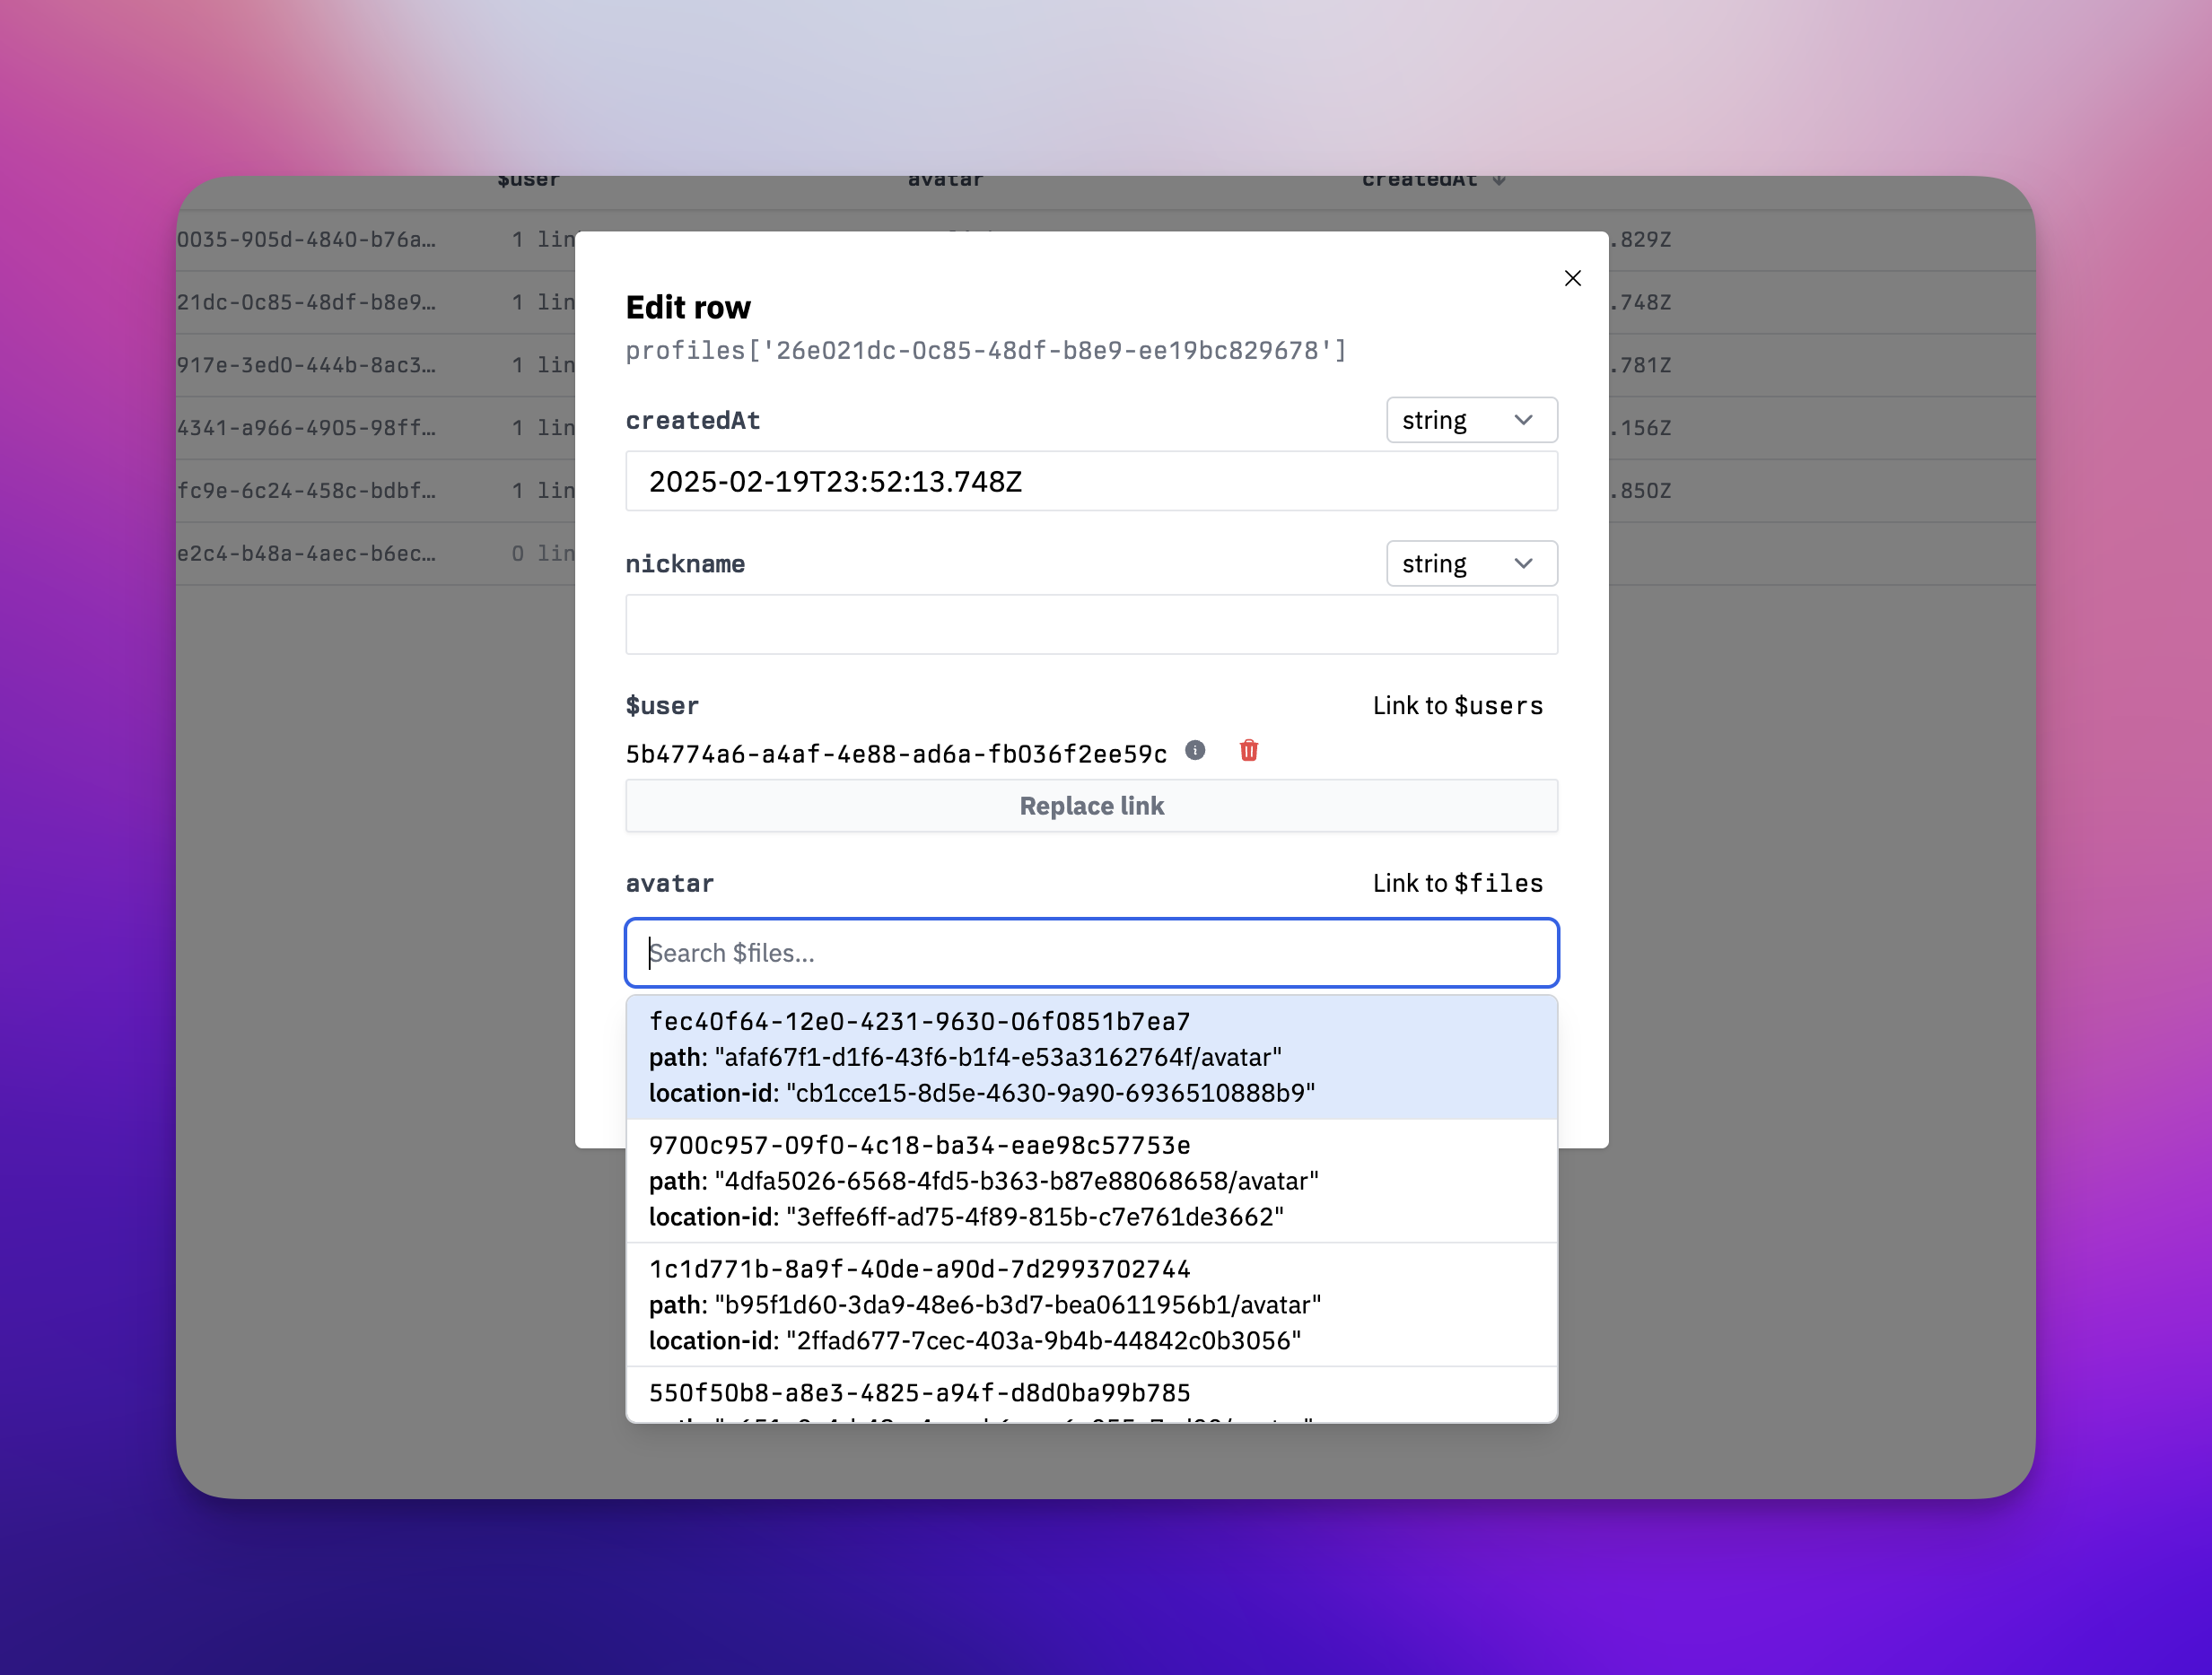 $user avatar createdAt
0035-905d-4840-b76a… 1 lin .829Z
21dc-0c85-48df-b8e9… 1 lin .748Z
917e-3ed0-444b-8ac3… 1 lin .781Z
4341-a966-4905-98ff… 1 lin .156Z
fc9e-6c24-458c-bdbf… 1 lin .850Z
e2c4-b48a-4aec-b6ec… 0 lin
Edit row
profiles['26e021dc-0c85-48df-b8e9-ee19bc829678']
createdAt string
2025-02-19T23:52:13.748Z
nickname string
$user Link to $users
5b4774a6-a4af-4e88-ad6a-fb036f2ee59c
Replace link
avatar Link to $files
Search $files...
fec40f64-12e0-4231-9630-06f0851b7ea7
path: "afaf67f1-d1f6-43f6-b1f4-e53a3162764f/avatar"
location-id: "cb1cce15-8d5e-4630-9a90-6936510888b9"
9700c957-09f0-4c18-ba34-eae98c57753e
path: "4dfa5026-6568-4fd5-b363-b87e88068658/avatar"
location-id: "3effe6ff-ad75-4f89-815b-c7e761de3662"
1c1d771b-8a9f-40de-a90d-7d2993702744
path: "b95f1d60-3da9-48e6-b3d7-bea0611956b1/avatar"
location-id: "2ffad677-7cec-403a-9b4b-44842c0b3056"
550f50b8-a8e3-4825-a94f-d8d0ba99b785